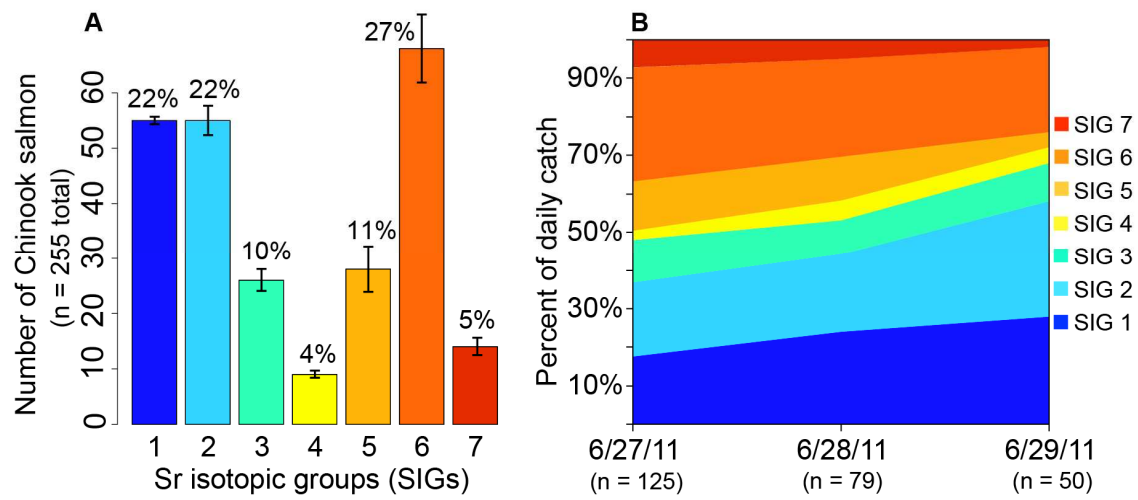 A
Number of Chinook salmon
(n = 255 total)
60
50
40
30
20
10
0
22%
22%
10%
4%
11%
27%
5%
1 2 3 4 5 6 7
Sr isotopic groups (SIGs)
B
Percent of daily catch
90%
70%
50%
30%
10%
6/27/11 6/28/11 6/29/11
(n = 125) (n = 79) (n = 50)
SIG 7
SIG 6
SIG 5
SIG 4
SIG 3
SIG 2
SIG 1